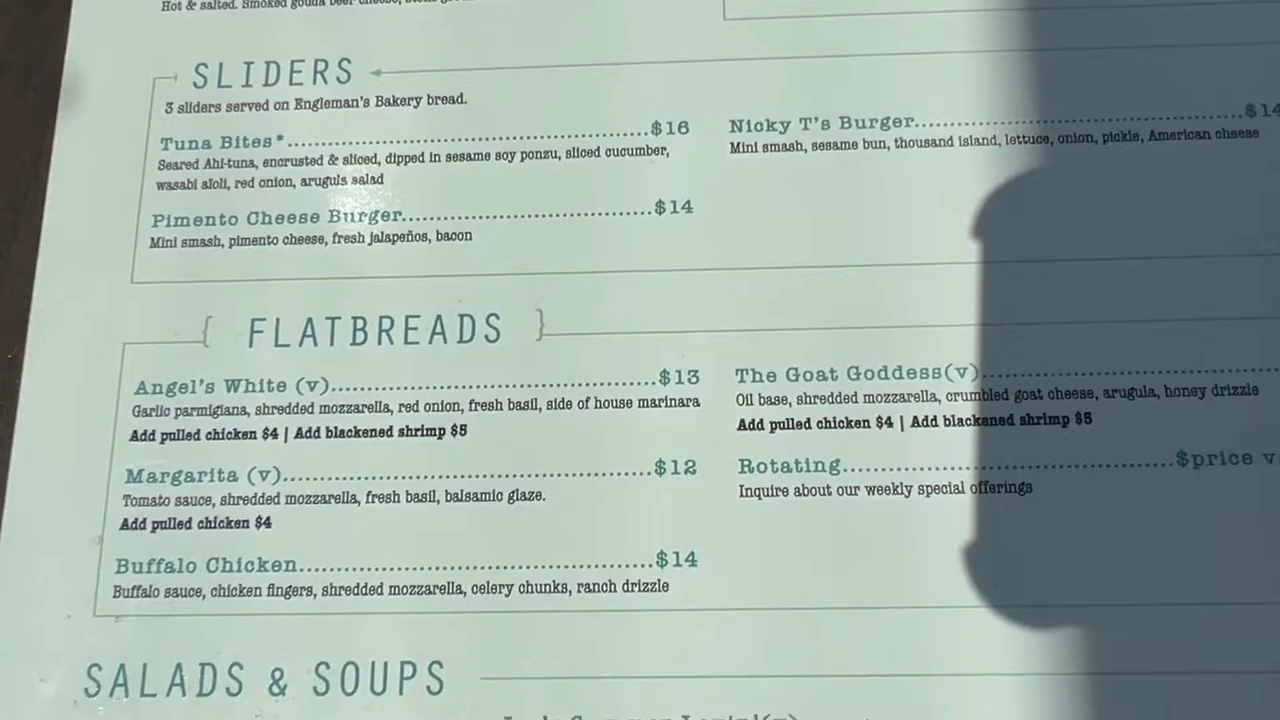 Hot & salted. Smoked gouda beer cheese,
SLIDERS
3 sliders served on Engleman's Bakery bread.
Tuna Bites*........................................$16
Seared Ahi-tuna, encrusted & sliced, dipped in sesame soy ponzu, sliced cucumber,
wasabi aioli, red onion, arugula salad
Pimento Cheese Burger..............................$14
Mini smash, pimento cheese, fresh jalapeños, bacon
Nicky T's Burger........................................$14
Mini smash, sesame bun, thousand island, lettuce, onion, pickle, American cheese
{ FLATBREADS }
Angel's White (v)........................................$13
Garlic parmigiana, shredded mozzarella, red onion, fresh basil, side of house marinara
Add pulled chicken $4 | Add blackened shrimp $5
Margarita (v)........................................$12
Tomato sauce, shredded mozzarella, fresh basil, balsamic glaze.
Add pulled chicken $4
Buffalo Chicken........................................$14
Buffalo sauce, chicken fingers, shredded mozzarella, celery chunks, ranch drizzle
The Goat Goddess(v)........................................
Oil base, shredded mozzarella, crumbled goat cheese, arugula, honey drizzle
Add pulled chicken $4 | Add blackened shrimp $5
Rotating........................................$price v
Inquire about our weekly special offerings
SALADS & SOUPS